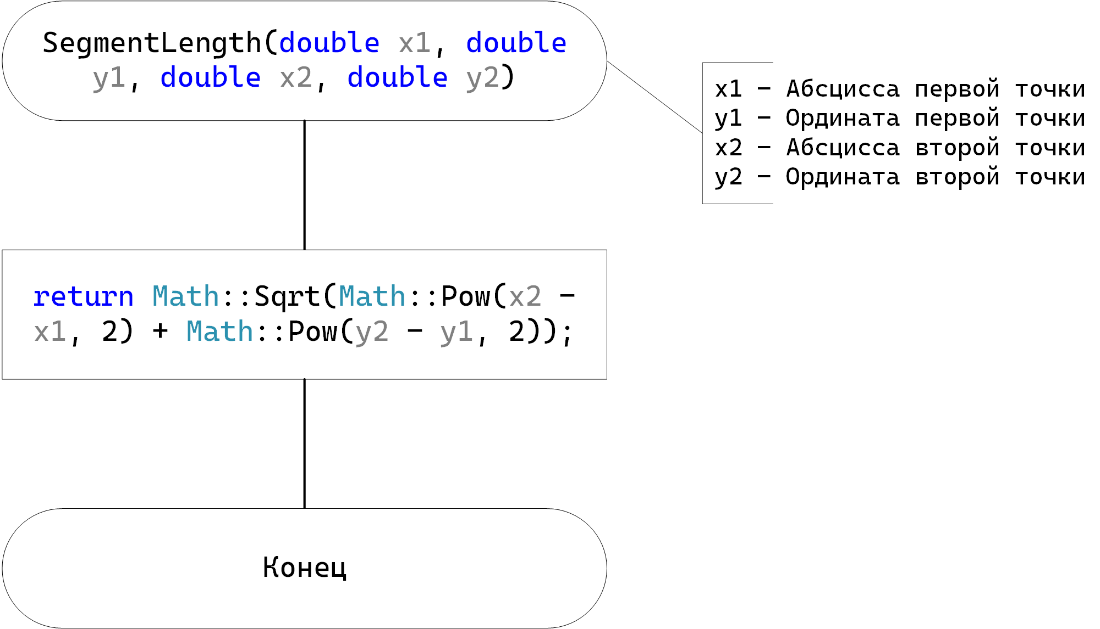 SegmentLength(double x1, double
y1, double x2, double y2)
x1 − Абсцисса первой точки
y1 − Ордината первой точки
x2 − Абсцисса второй точки
y2 − Ордината второй точки
return Math::Sqrt(Math::Pow(x2 −
x1, 2) + Math::Pow(y2 − y1, 2));
Конец